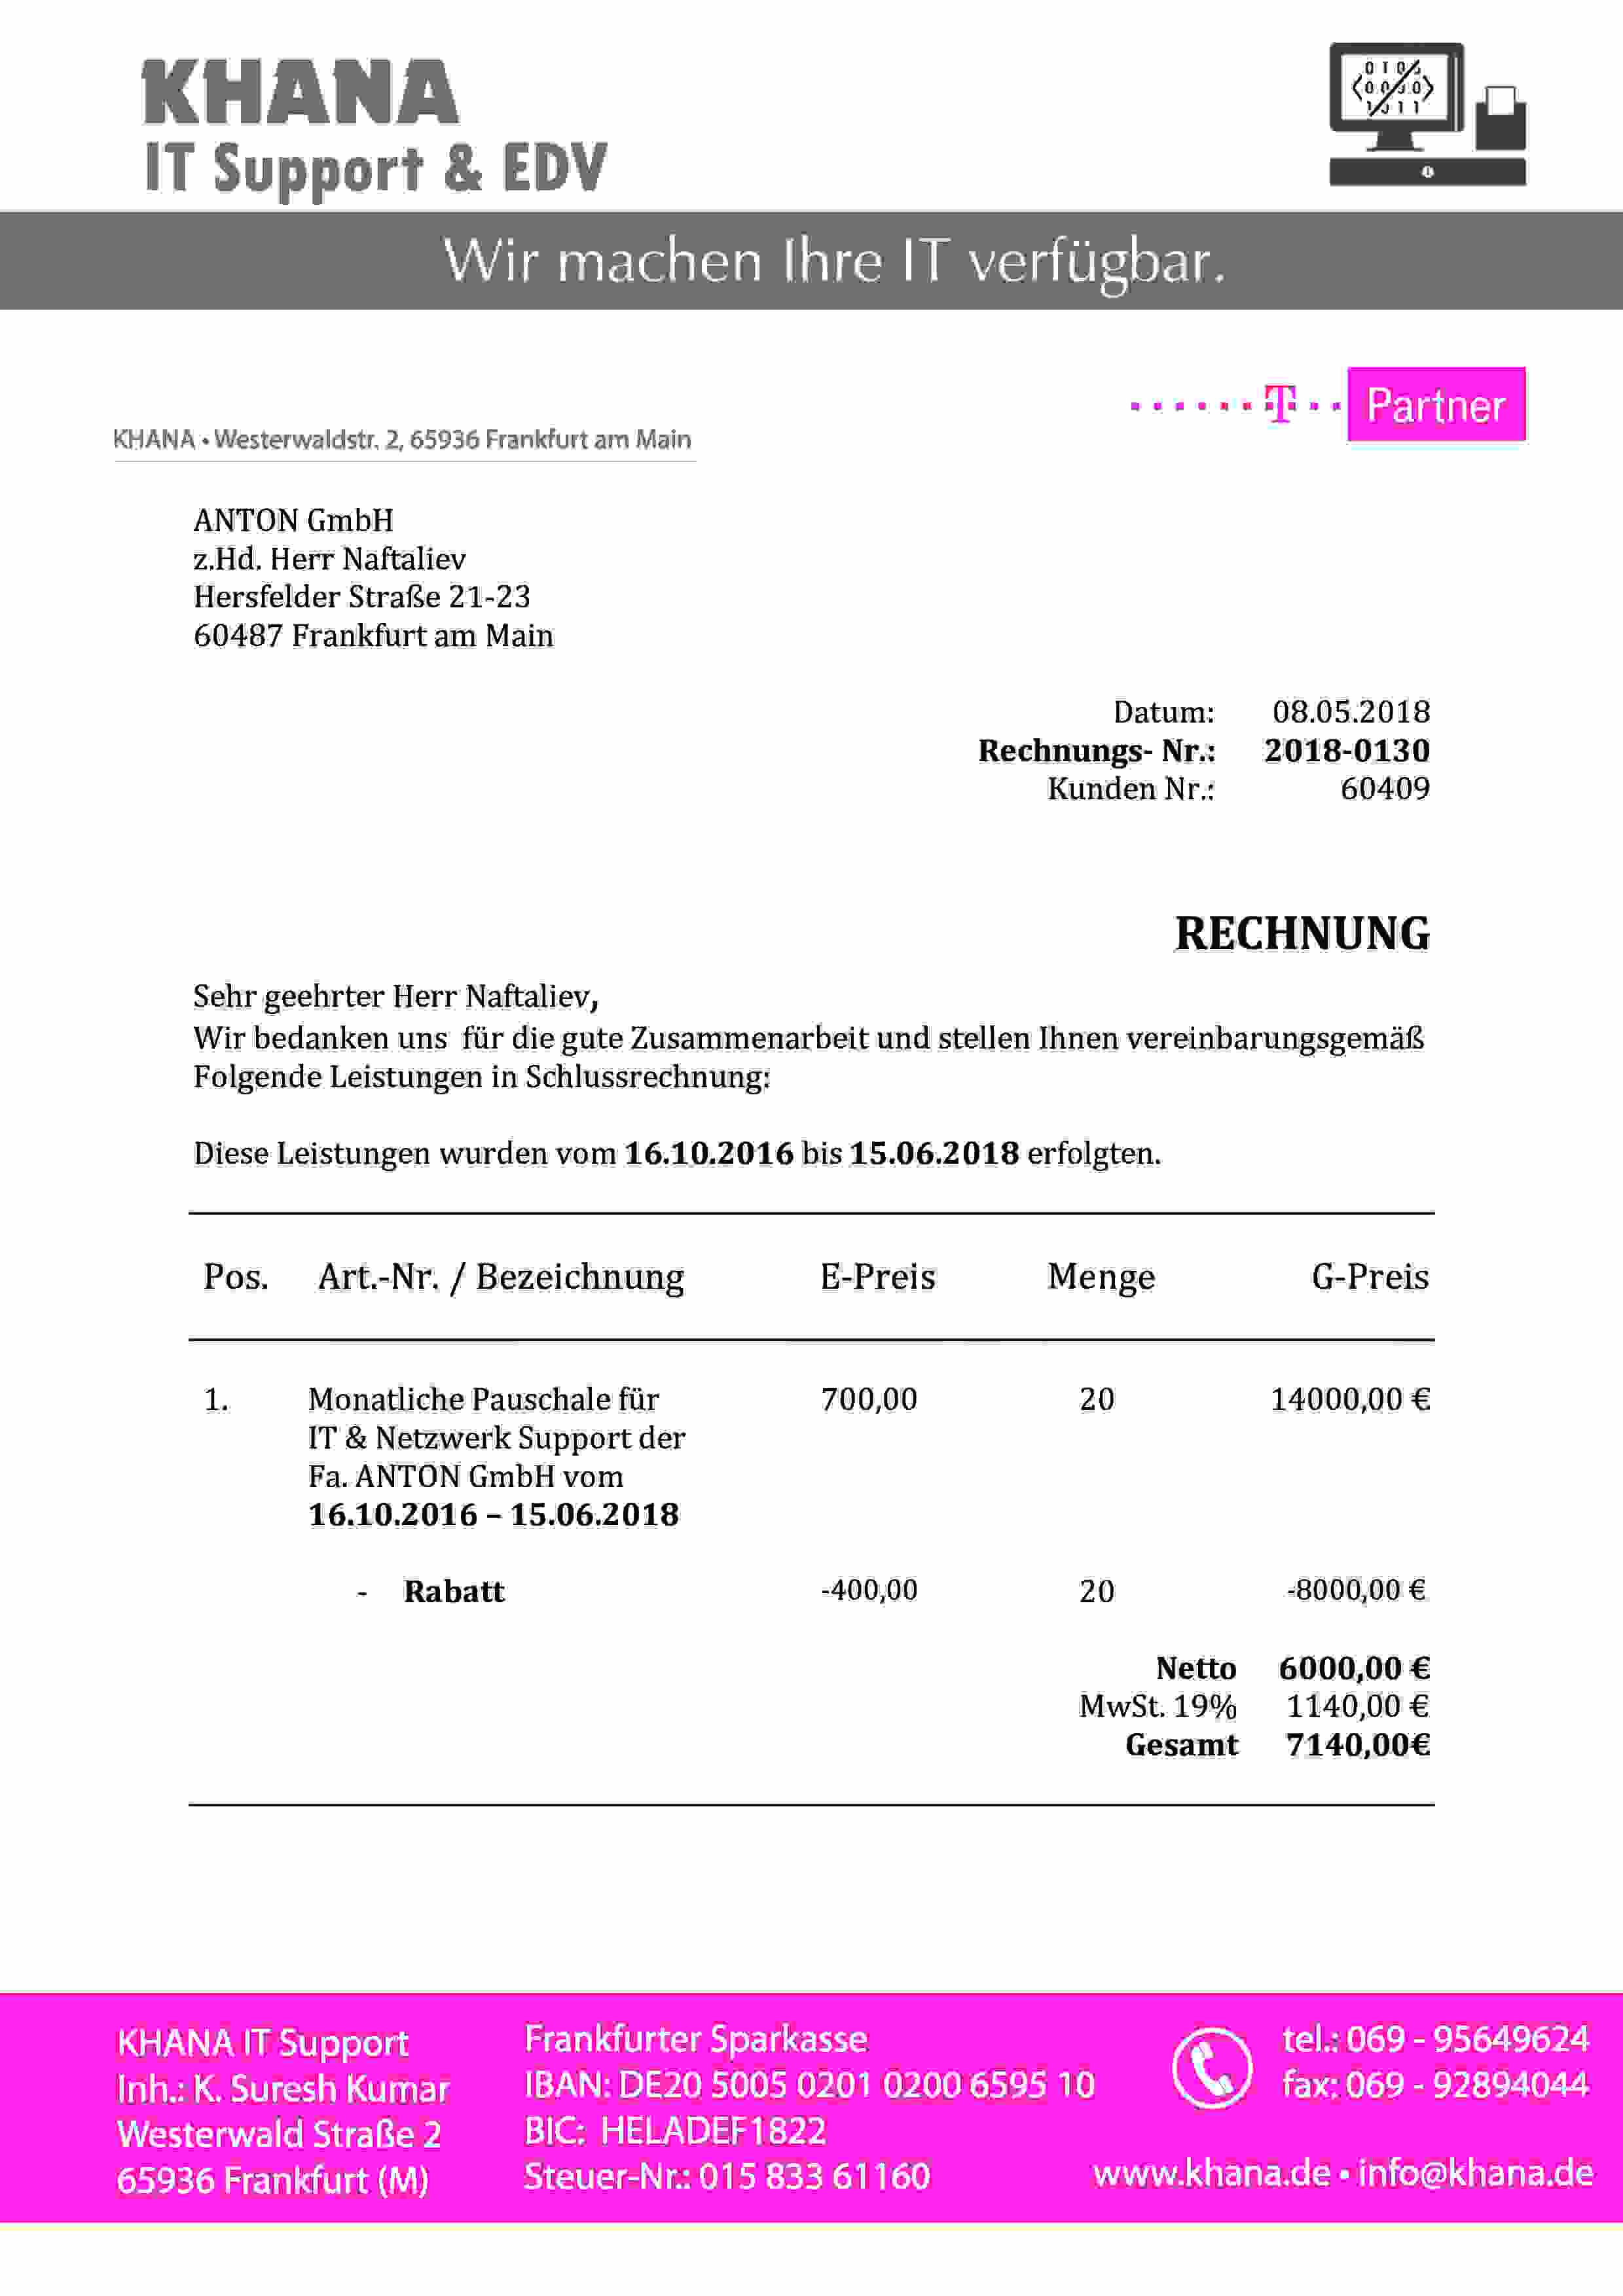 KHANA
IT Support & EDV
Wir machen Ihre IT verfügbar.
T Partner
KHANA • Westerwaldstr. 2, 65936 Frankfurt am Main
ANTON GmbH
z.Hd. Herr Naftaliev
Hersfelder Straße 21-23
60487 Frankfurt am Main
Datum: 08.05.2018
Rechnungs- Nr.: 2018-0130
Kunden Nr.: 60409
RECHNUNG
Sehr geehrter Herr Naftaliev,
Wir bedanken uns für die gute Zusammenarbeit und stellen Ihnen vereinbarungsgemäß
Folgende Leistungen in Schlussrechnung:
Diese Leistungen wurden vom 16.10.2016 bis 15.06.2018 erfolgten.
Pos. Art.-Nr. / Bezeichnung E-Preis Menge G-Preis
1. Monatliche Pauschale für 700,00 20 14000,00 €
IT & Netzwerk Support der
Fa. ANTON GmbH vom
16.10.2016 – 15.06.2018
- Rabatt -400,00 20 -8000,00 €
Netto 6000,00 €
MwSt. 19% 1140,00 €
Gesamt 7140,00€
KHANA IT Support
Inh.: K. Suresh Kumar
Westerwald Straße 2
65936 Frankfurt (M)
Frankfurter Sparkasse
IBAN: DE20 5005 0201 0200 6595 10
BIC: HELADEF1822
Steuer-Nr.: 015 833 61160
tel.: 069 - 95649624
fax: 069 - 92894044
www.khana.de • info@khana.de